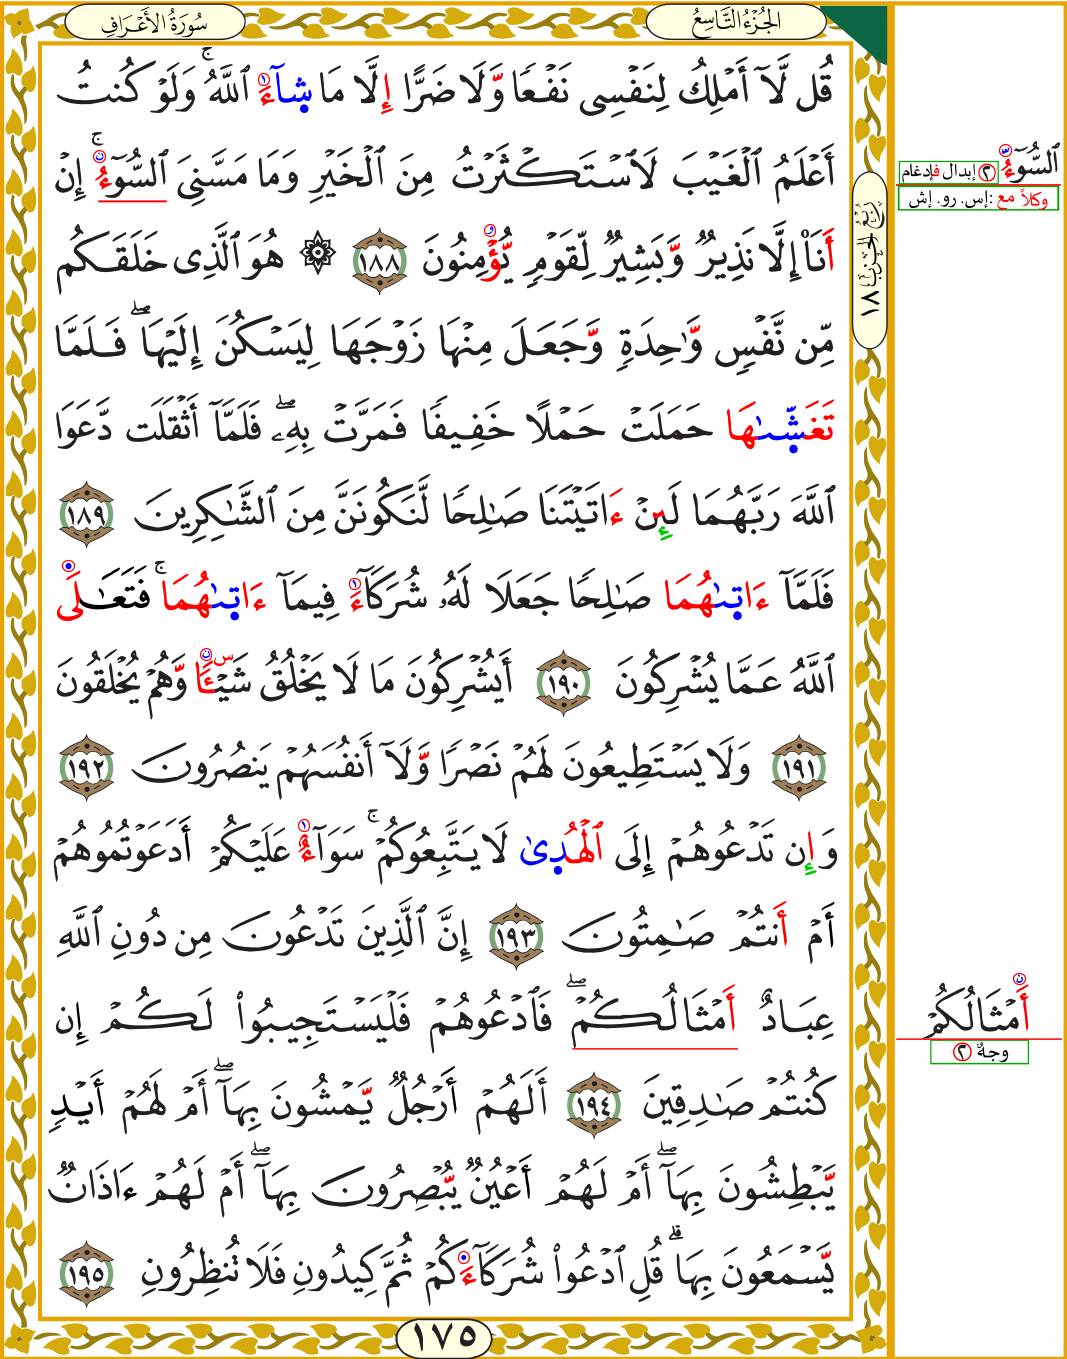 سُورَةُ الأَعْرَافِ
الجُزْءُ التَّاسِعُ
قُل لَّآ أَمْلِكُ لِنَفْسِى نَفْعًا وَّلَا ضَرًّا إِلَّا مَا شِآءَ ٱللَّهُ ۚ وَلَوْ كُنتُ
أَعْلَمُ ٱلْغَيْبَ لَٱسْتَكْثَرْتُ مِنَ ٱلْخَيْرِ وَمَا مَسَّنِىَ ٱلسُّوٓءُ ۚ إِنْ
أَنَا۠ إِلَّا نَذِيرٌ وَّبَشِيرٌ لِّقَوْمٍ يُّؤْمِنُونَ ١٨٨ ۞ هُوَ ٱلَّذِى خَلَقَكُم
مِّن نَّفْسٍ وَّٰحِدَةٍ وَّجَعَلَ مِنْهَا زَوْجَهَا لِيَسْكُنَ إِلَيْهَا ۖ فَلَمَّا
تَغَشّىٰهَا حَمَلَتْ حَمْلًا خَفِيفًا فَمَرَّتْ بِهِۦ ۖ فَلَمَّآ أَثْقَلَت دَّعَوَا
ٱللَّهَ رَبَّهُمَا لَئِنْ ءَاتَيْتَنَا صَٰلِحًا لَّنَكُونَنَّ مِنَ ٱلشَّٰكِرِينَ ١٨٩
فَلَمَّآ ءَاتىٰهُمَا صَٰلِحًا جَعَلَا لَهُۥ شُرَكَآءَ فِيمَآ ءَاتىٰهُمَا ۚ فَتَعَٰلَى
ٱللَّهُ عَمَّا يُشْرِكُونَ ١٩٠ أَيُشْرِكُونَ مَا لَا يَخْلُقُ شَيْـًٔا وَّهُمْ يُخْلَقُونَ
١٩١ وَلَا يَسْتَطِيعُونَ لَهُمْ نَصْرًا وَّلَآ أَنفُسَهُمْ يَنصُرُونَ ١٩٢
وَإِن تَدْعُوهُمْ إِلَى ٱلْهُدىٰ لَا يَتَّبِعُوكُمْ ۚ سَوَآءٌ عَلَيْكُمْ أَدَعَوْتُمُوهُمْ
أَمْ أَنتُمْ صَٰمِتُونَ ١٩٣ إِنَّ ٱلَّذِينَ تَدْعُونَ مِن دُونِ ٱللَّهِ
عِبَادٌ أَمْثَالُكُمْ ۖ فَٱدْعُوهُمْ فَلْيَسْتَجِيبُوا۟ لَكُمْ إِن
كُنتُمْ صَٰدِقِينَ ١٩٤ أَلَهُمْ أَرْجُلٌ يَّمْشُونَ بِهَآ ۖ أَمْ لَهُمْ أَيْدٍ
يَّبْطِشُونَ بِهَآ ۖ أَمْ لَهُمْ أَعْيُنٌ يُّبْصِرُونَ بِهَآ ۖ أَمْ لَهُمْ ءَاذَانٌ
يَّسْمَعُونَ بِهَا ۗ قُلِ ٱدْعُوا۟ شُرَكَآءَكُمْ ثُمَّ كِيدُونِ فَلَا تُنظِرُونِ ١٩٥
رُبْعُ الحِزْبِ ١٨
ٱلسُّوٓءُ
٢ إبدال فإدغام
وكلاً مع :إس. رو. إش
أَمْثَالُكُمْ
وجهٌ ٢
١٧٥